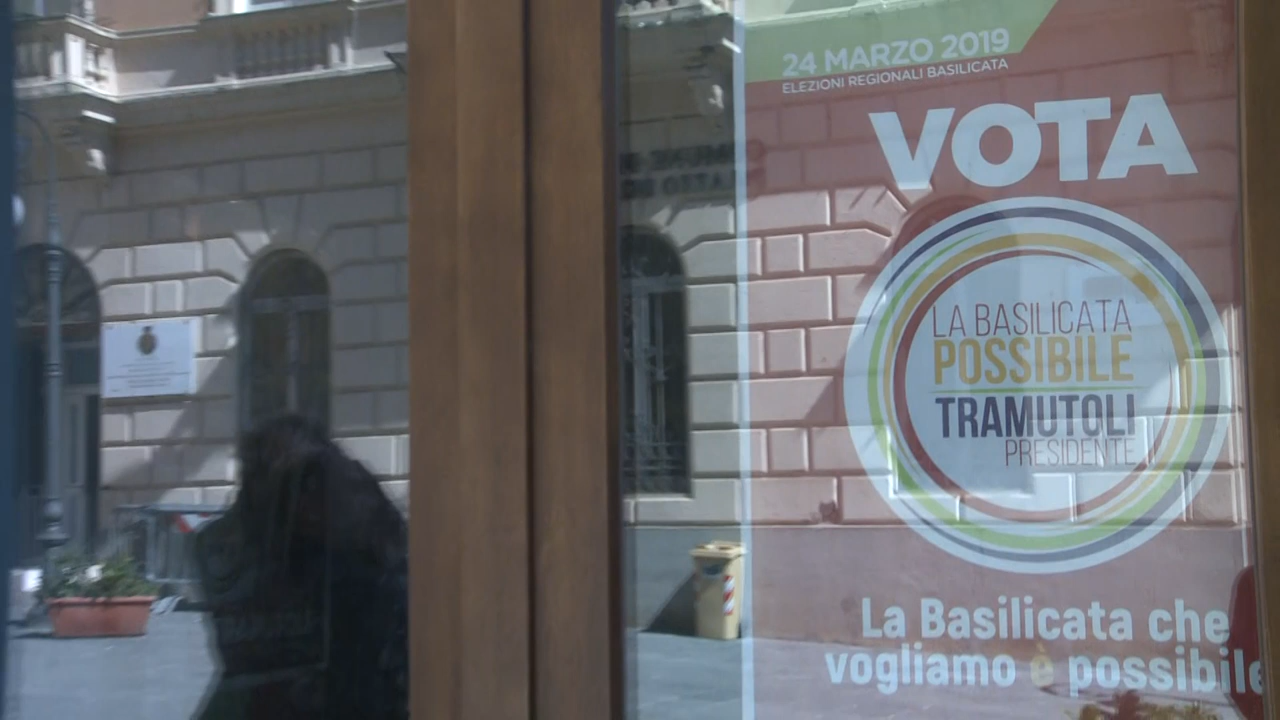 24 MARZO 2019
ELEZIONI REGIONALI BASILICATA
VOTA
LA BASILICATA
POSSIBILE
TRAMUTOLI
PRESIDENTE
La Basilicata che
vogliamo è possibile